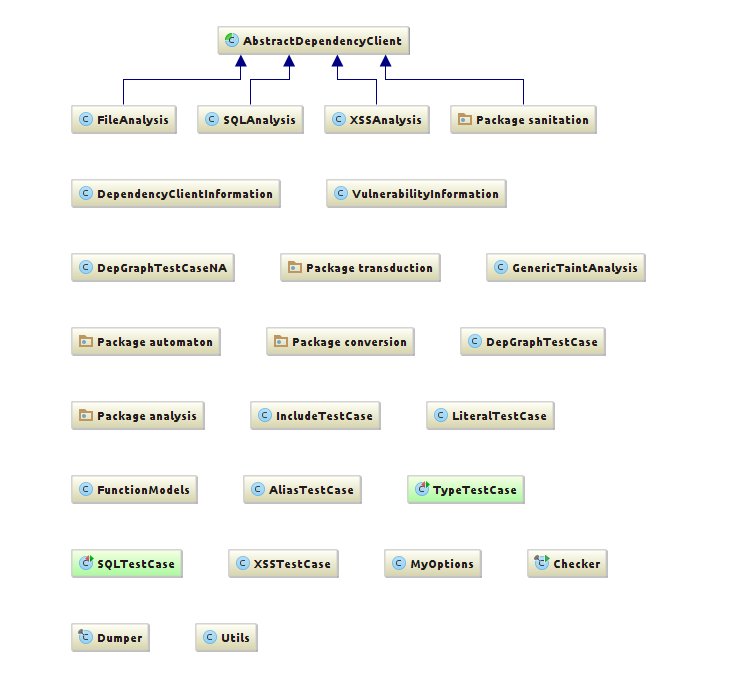 AbstractDependencyClient
FileAnalysis SQLAnalysis XSSAnalysis Package sanitation
DependencyClientInformation VulnerabilityInformation
DepGraphTestCaseNA Package transduction GenericTaintAnalysis
Package automaton Package conversion DepGraphTestCase
Package analysis IncludeTestCase LiteralTestCase
FunctionModels AliasTestCase TypeTestCase
SQLTestCase XSSTestCase MyOptions Checker
Dumper Utils